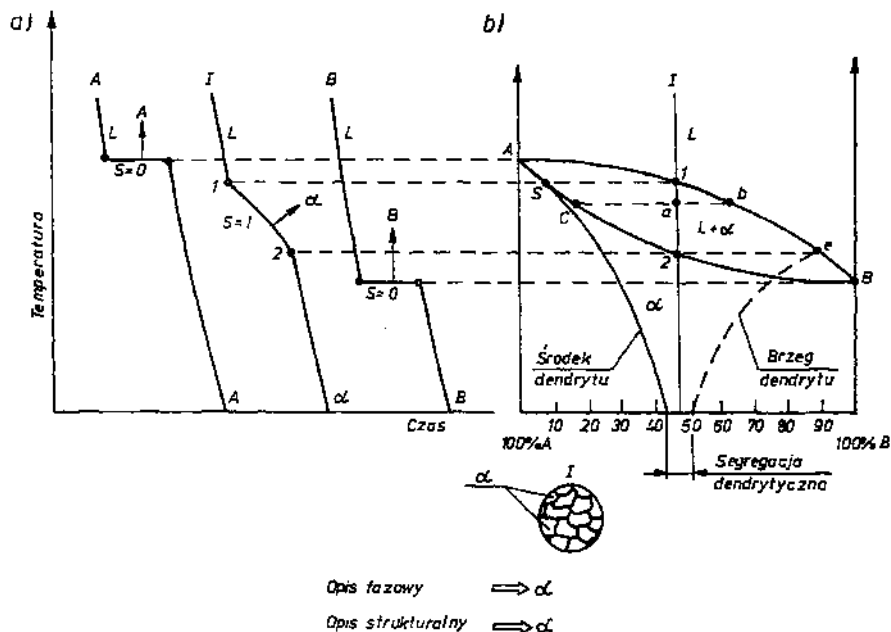 a)
b)
A
I
B
I
L
L
L
L
A
A
S=0
1
1
S
b
α
C
a
S=1
B
L+α
2
2
e
S=0
B
α
Temperatura
Środek
dendrytu
Brzeg
dendrytu
A
α
B
Czas
10 20 30 40 50 60 70 80 90
100%A
100% B
Segregacja
dendrytyczna
α
I
Opis fazowy ⇒ α
Opis strukturalny ⇒ α